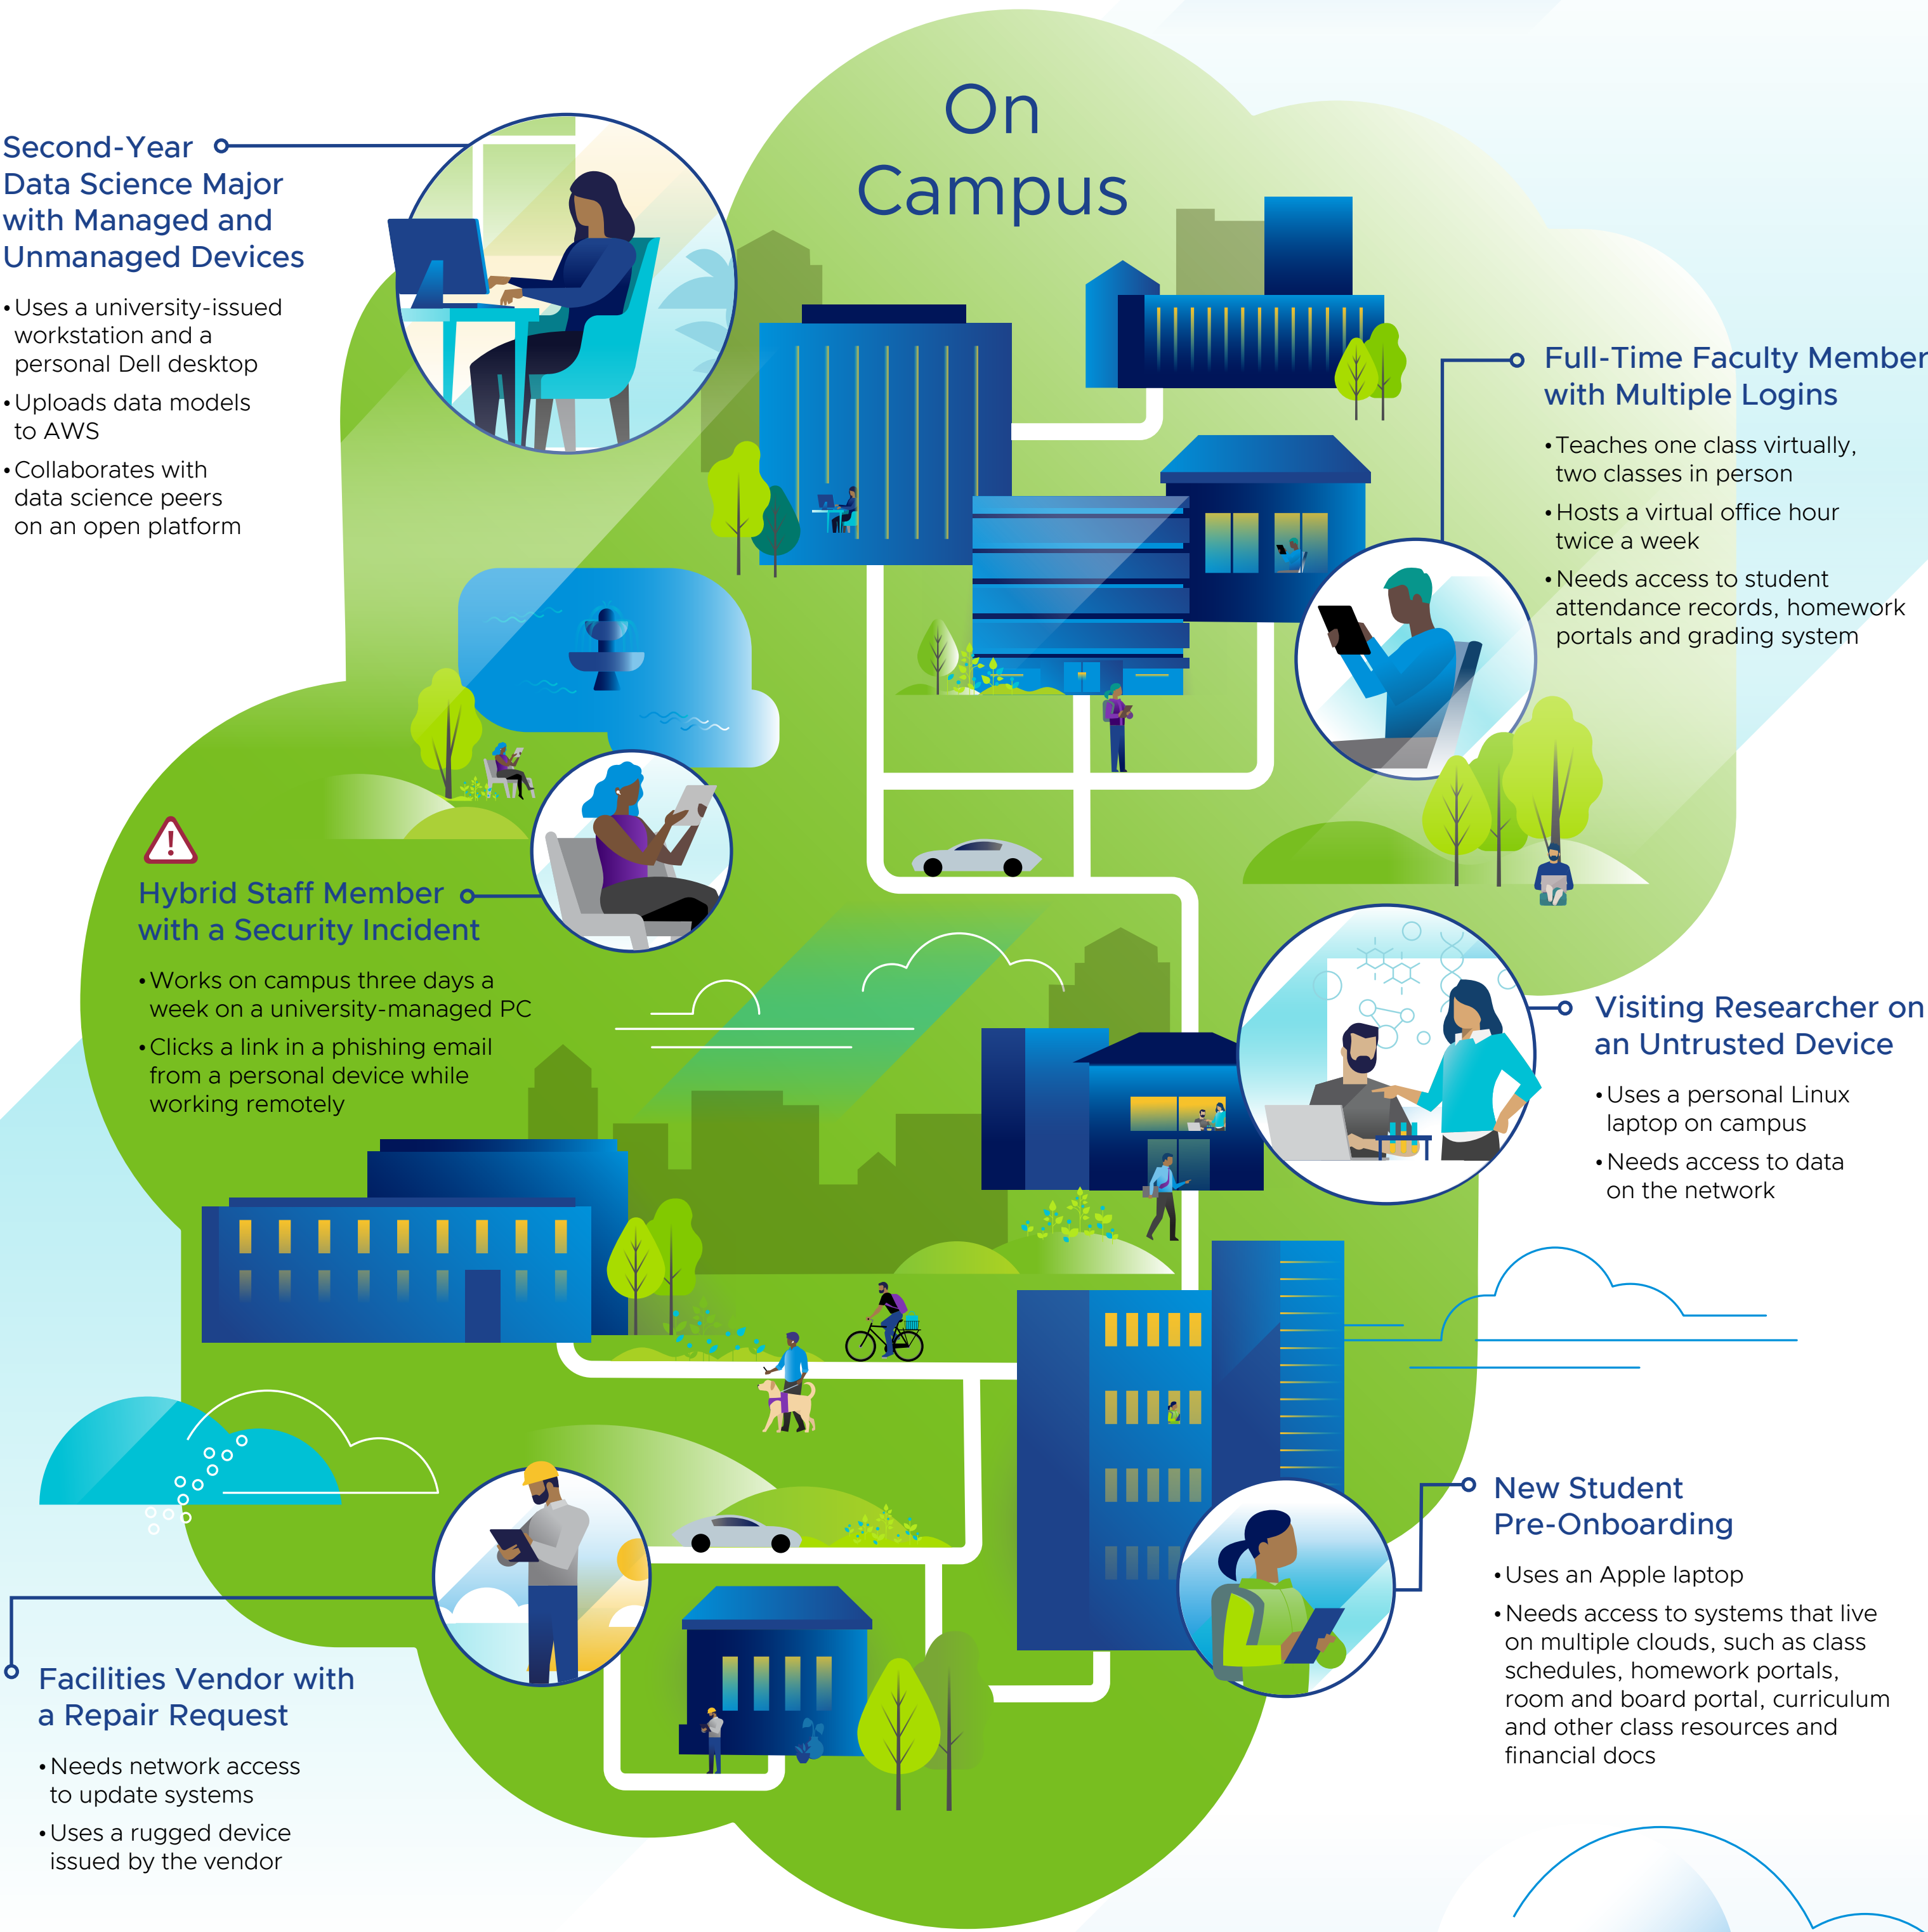 On
Campus
Second-Year
Data Science Major
with Managed and
Unmanaged Devices
• Uses a university-issued
workstation and a
personal Dell desktop
• Uploads data models
to AWS
• Collaborates with
data science peers
on an open platform
Full-Time Faculty Member
with Multiple Logins
• Teaches one class virtually,
two classes in person
• Hosts a virtual office hour
twice a week
• Needs access to student
attendance records, homework
portals and grading system
!
Hybrid Staff Member
with a Security Incident
• Works on campus three days a
week on a university-managed PC
• Clicks a link in a phishing email
from a personal device while
working remotely
Visiting Researcher on
an Untrusted Device
• Uses a personal Linux
laptop on campus
• Needs access to data
on the network
New Student
Pre-Onboarding
• Uses an Apple laptop
• Needs access to systems that live
on multiple clouds, such as class
schedules, homework portals,
room and board portal, curriculum
and other class resources and
financial docs
Facilities Vendor with
a Repair Request
• Needs network access
to update systems
• Uses a rugged device
issued by the vendor